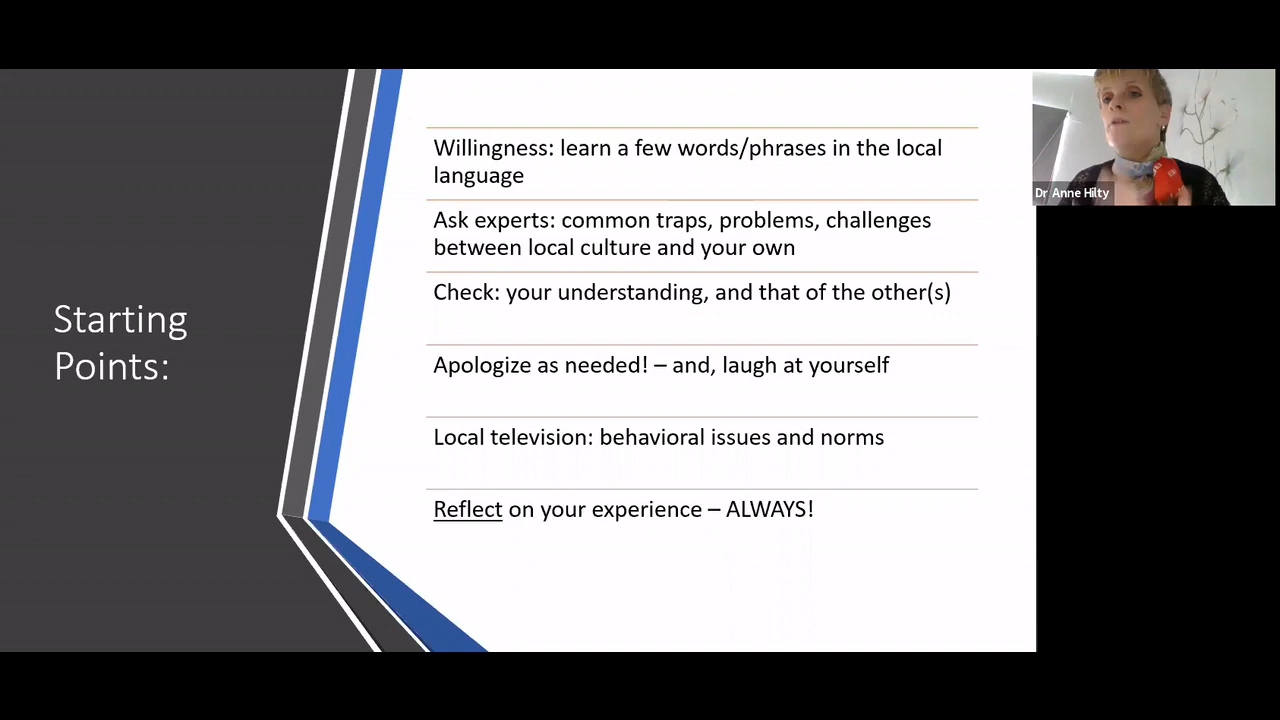 Starting
Points:
Willingness: learn a few words/phrases in the local
language
Ask experts: common traps, problems, challenges
between local culture and your own
Check: your understanding, and that of the other(s)
Apologize as needed! – and, laugh at yourself
Local television: behavioral issues and norms
Reflect on your experience – ALWAYS!
Dr Anne Hilty